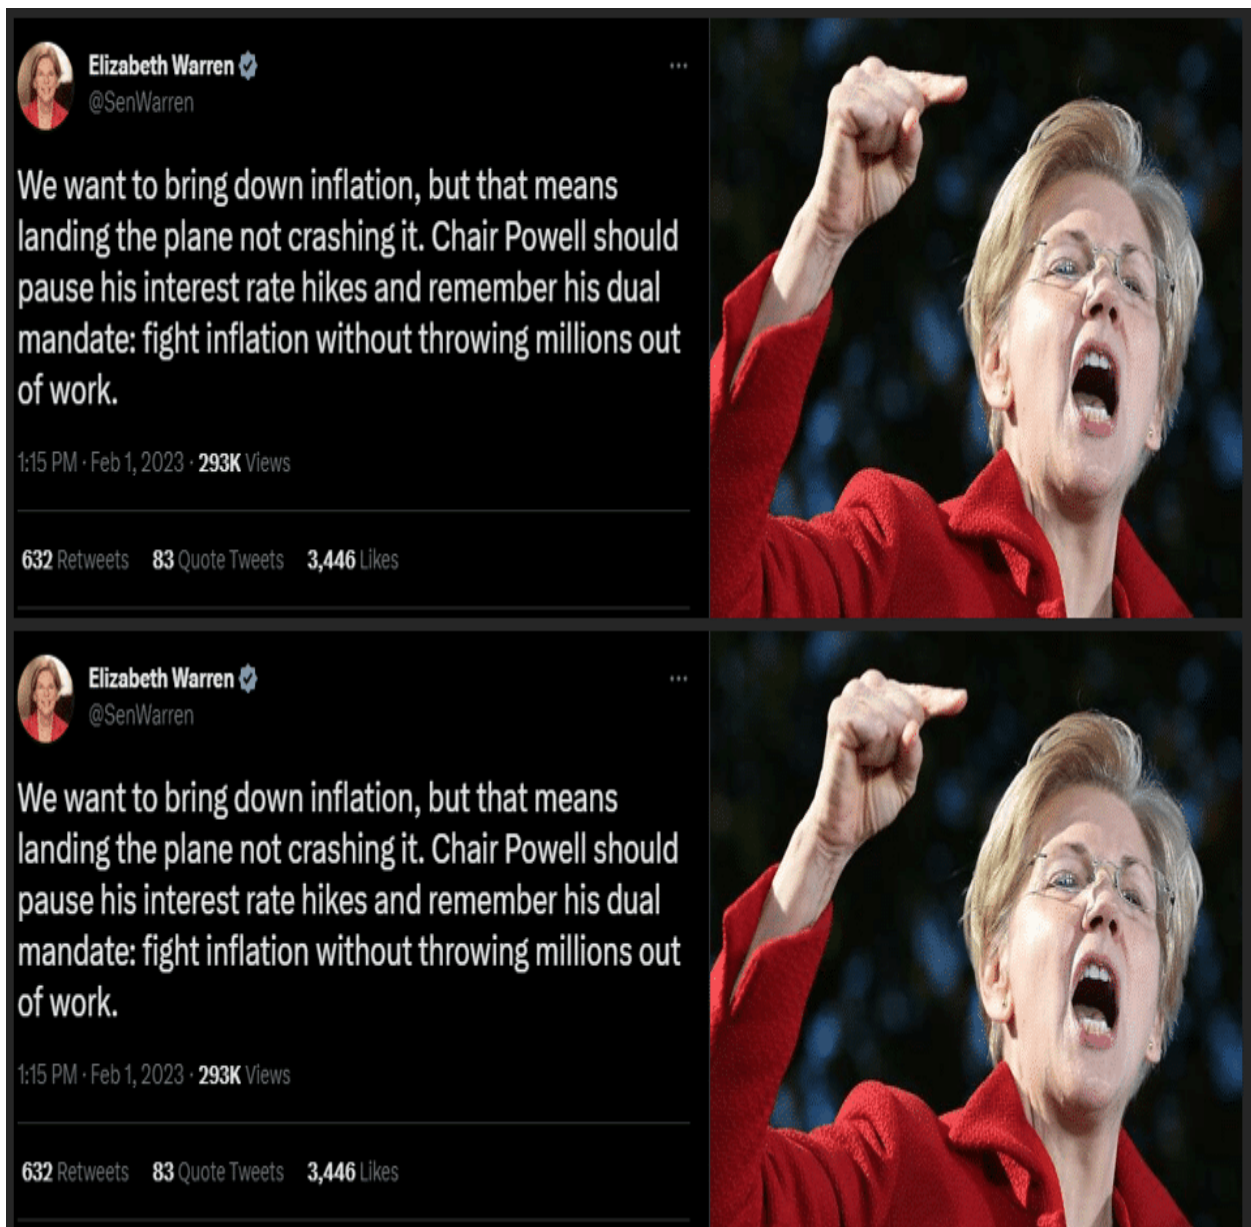 Elizabeth Warren
@SenWarren
We want to bring down inflation, but that means
landing the plane not crashing it. Chair Powell should
pause his interest rate hikes and remember his dual
mandate: fight inflation without throwing millions out
of work.
1:15 PM · Feb 1, 2023 · 293K Views
632 Retweets 83 Quote Tweets 3,446 Likes
Elizabeth Warren
@SenWarren
We want to bring down inflation, but that means
landing the plane not crashing it. Chair Powell should
pause his interest rate hikes and remember his dual
mandate: fight inflation without throwing millions out
of work.
1:15 PM · Feb 1, 2023 · 293K Views
632 Retweets 83 Quote Tweets 3,446 Likes